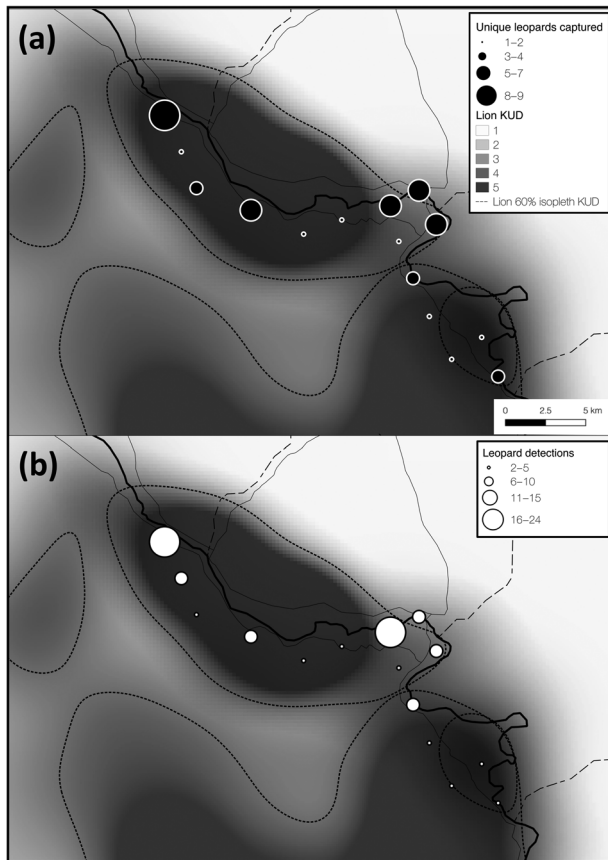 (a)
Unique leopards captured
1–2
3–4
5–7
8–9
Lion KUD
1
2
3
4
5
Lion 60% isopleth KUD
0 2.5 5 km
(b)
Leopard detections
2–5
6–10
11–15
16–24